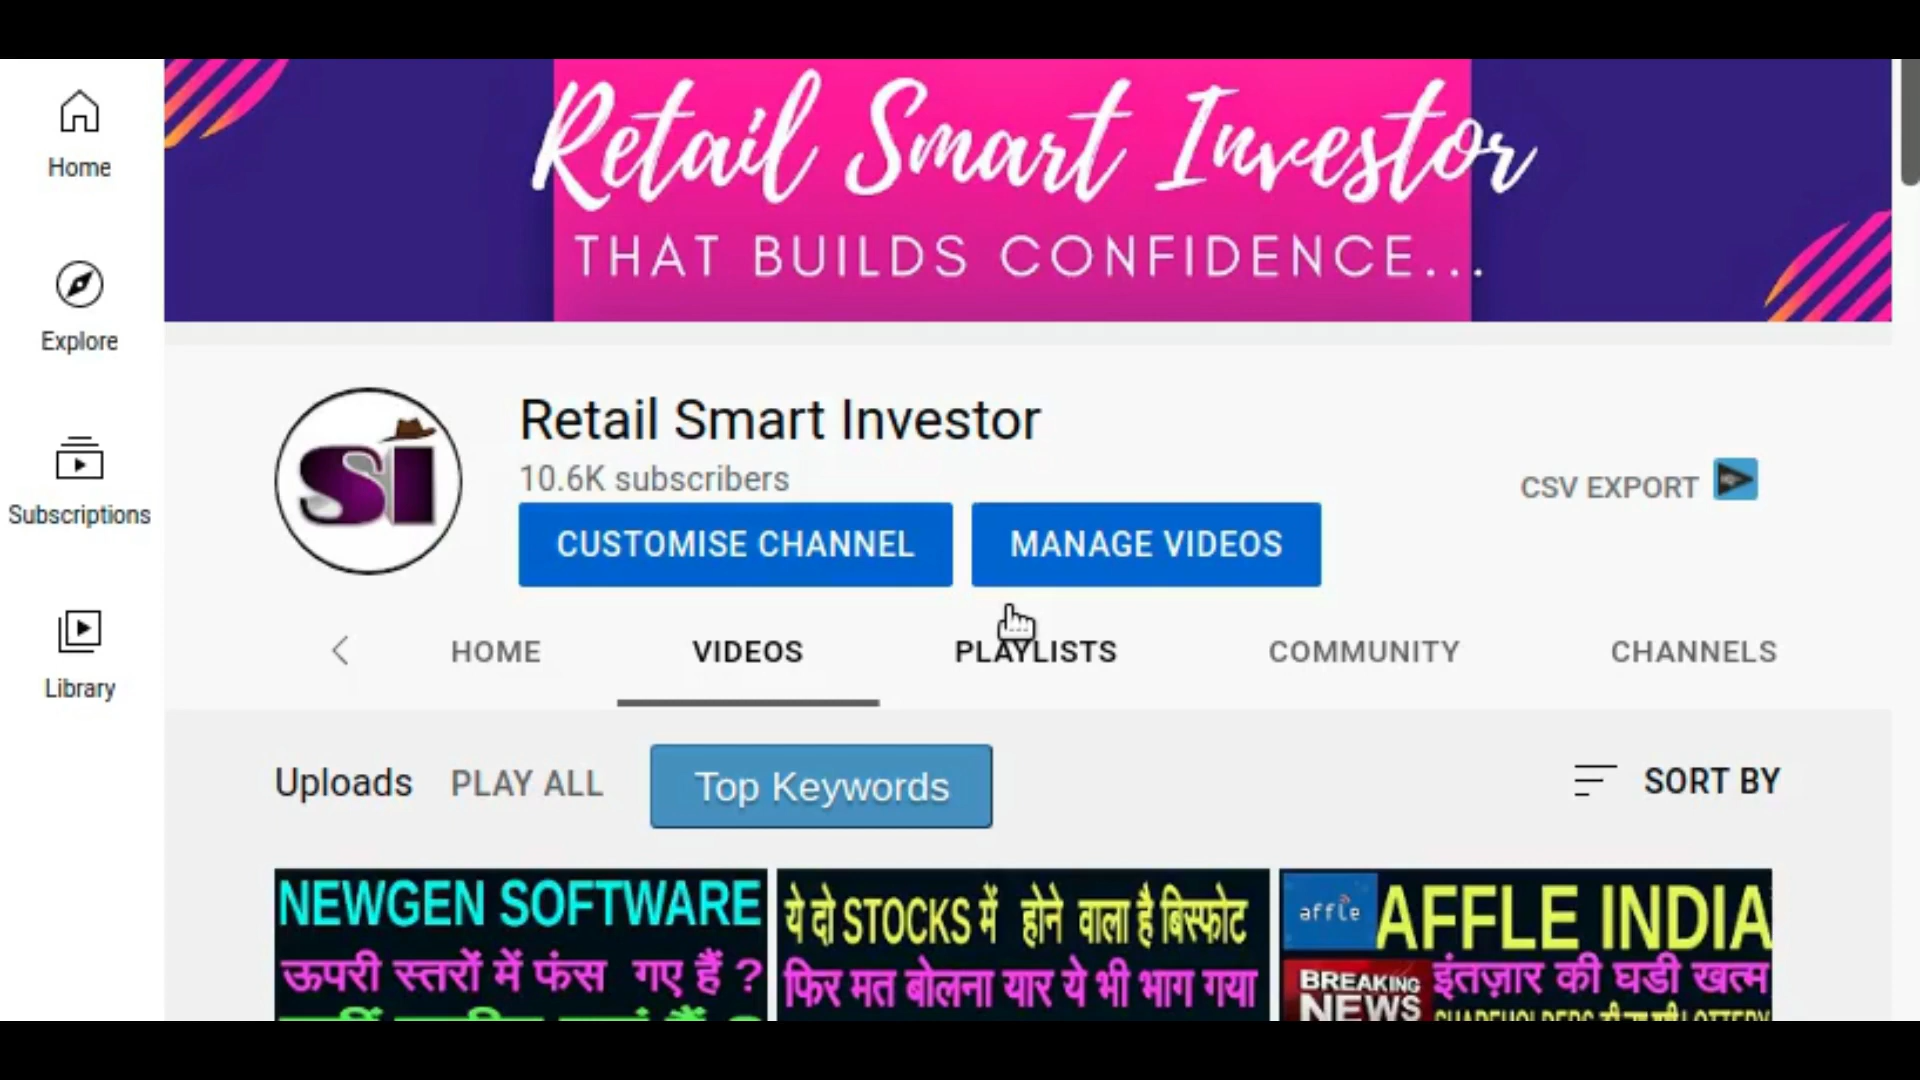 Retail Smart Investor
THAT BUILDS CONFIDENCE...
Home
Explore
Subscriptions
Library
SI
Retail Smart Investor
10.6K subscribers
CUSTOMISE CHANNEL
MANAGE VIDEOS
CSV EXPORT
HOME
VIDEOS
PLAYLISTS
COMMUNITY
CHANNELS
Uploads
PLAY ALL
Top Keywords
SORT BY
NEWGEN SOFTWARE
ऊपरी स्तरों में फंस गए हैं ?
ये दो STOCKS में होने वाला है बिस्फोट
फिर मत बोलना यार ये भी भाग गया
affle
AFFLE INDIA
BREAKING
NEWS
इंतज़ार की घडी खत्म